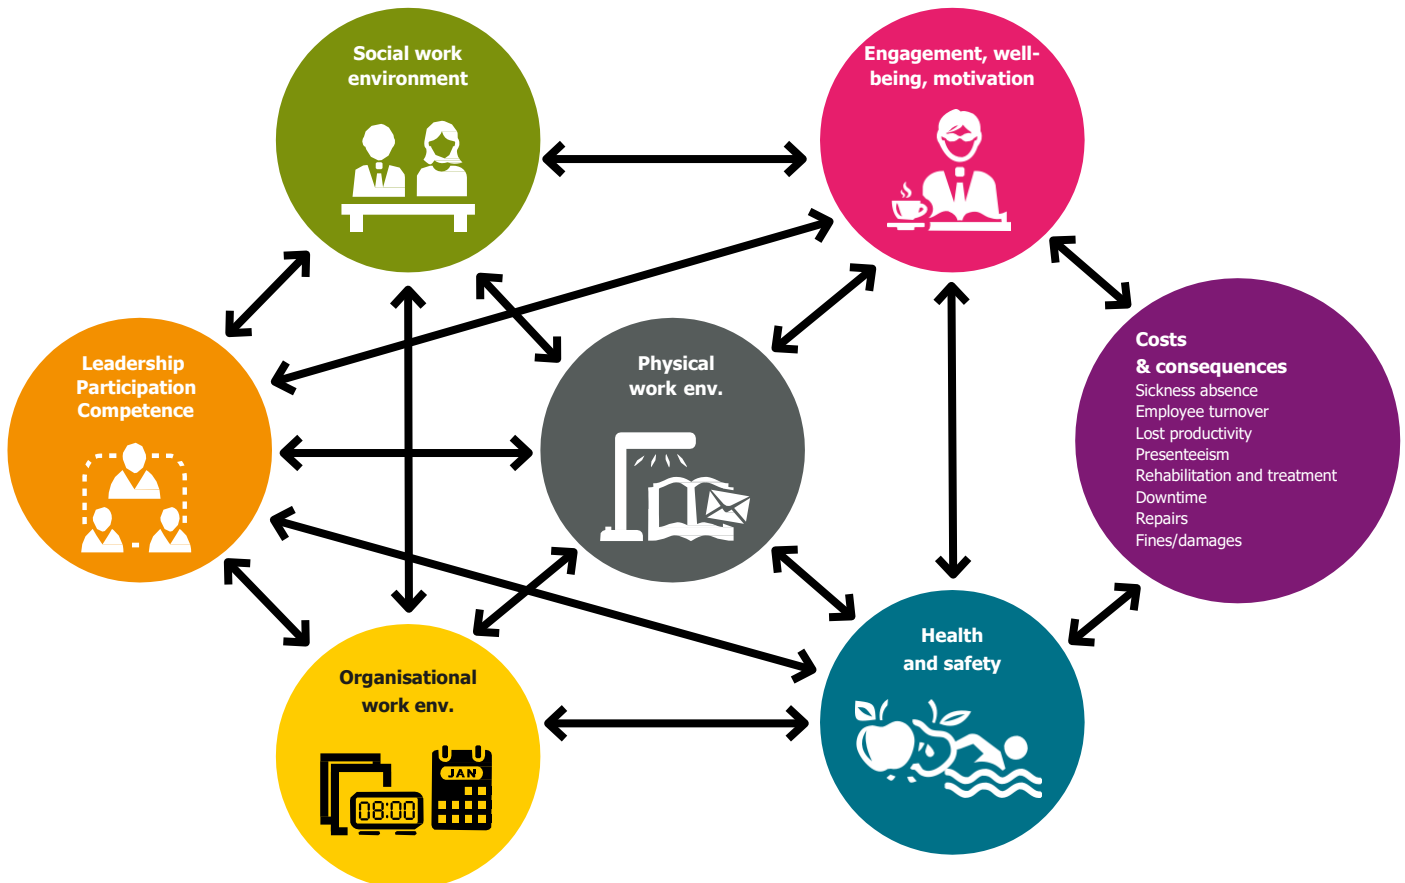 Social work
environment
Engagement, well-
being, motivation
Leadership
Participation
Competence
Physical
work env.
Costs
& consequences
Sickness absence
Employee turnover
Lost productivity
Presenteeism
Rehabilitation and treatment
Downtime
Repairs
Fines/damages
Organisational
work env.
JAN
08:00
Health
and safety